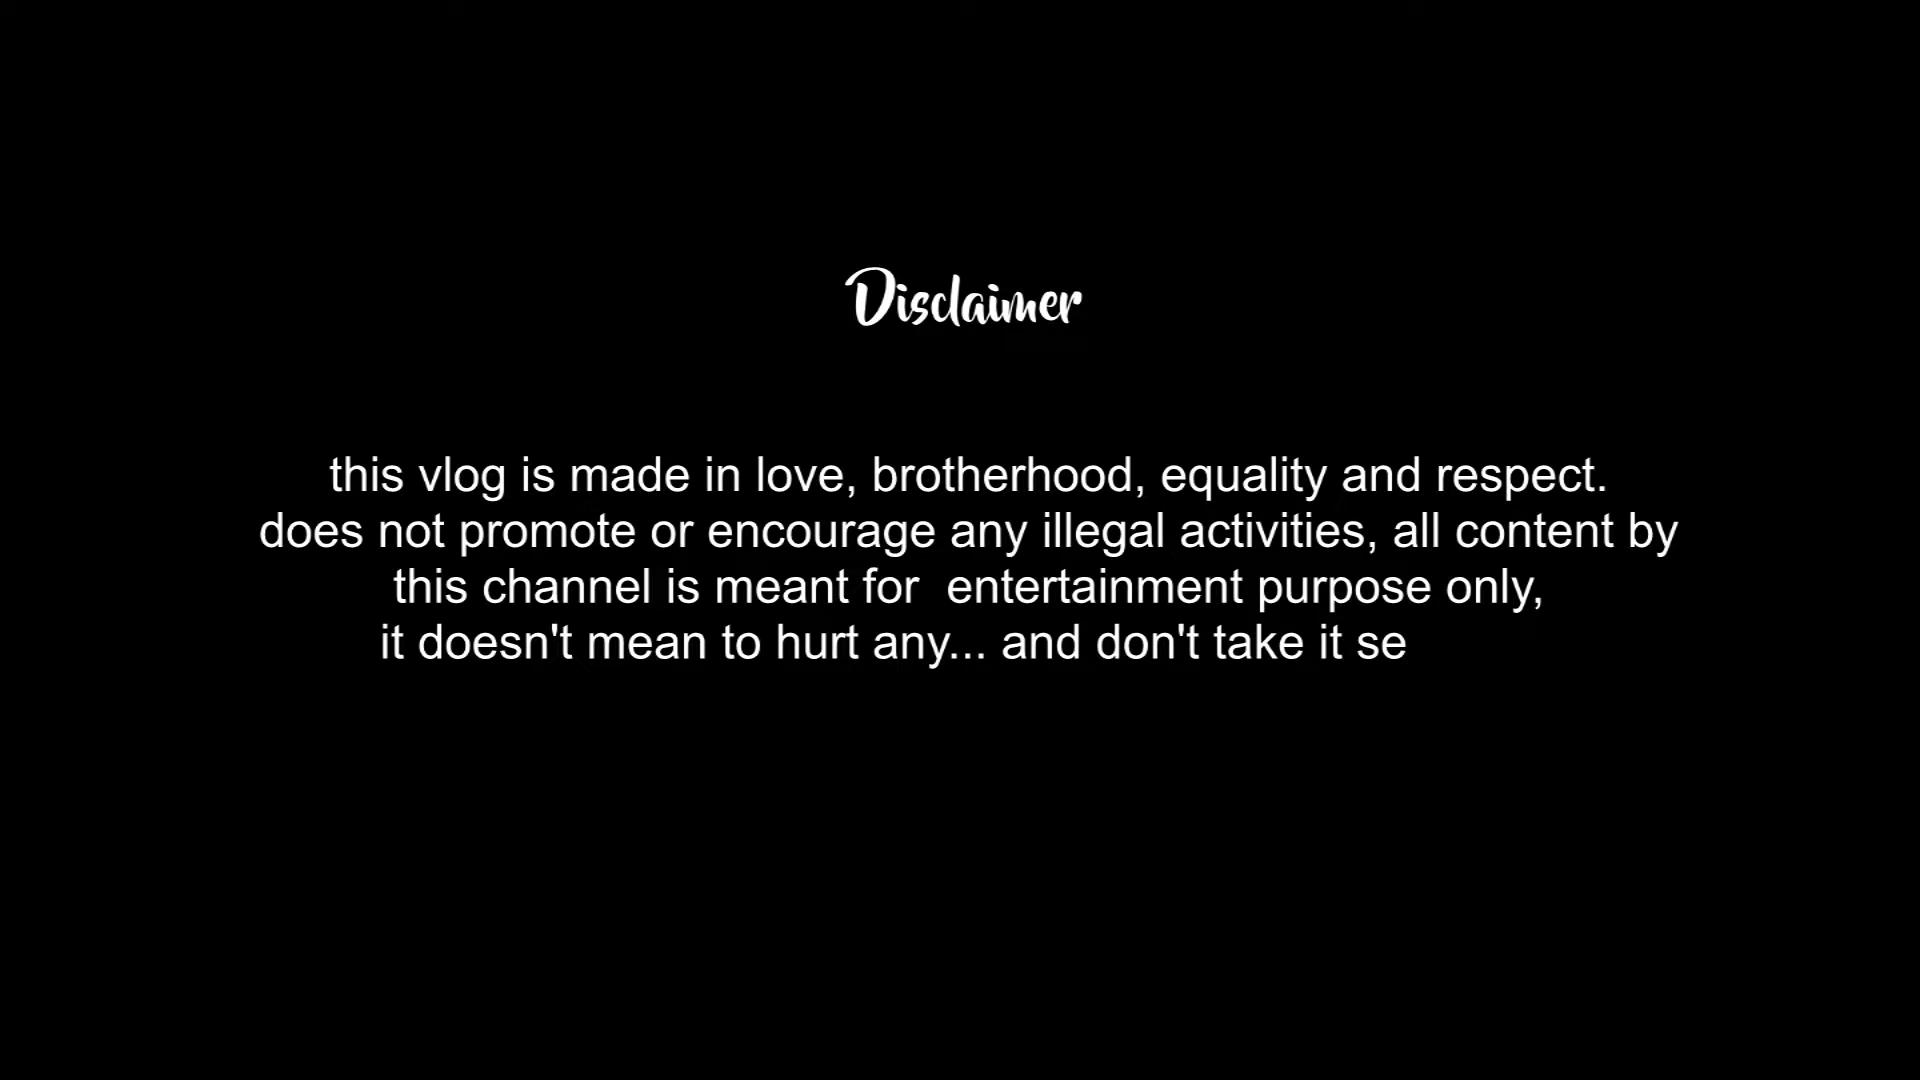 Disclaimer
this vlog is made in love, brotherhood, equality and respect.
does not promote or encourage any illegal activities, all content by
this channel is meant for  entertainment purpose only,
it doesn't mean to hurt any... and don't take it se